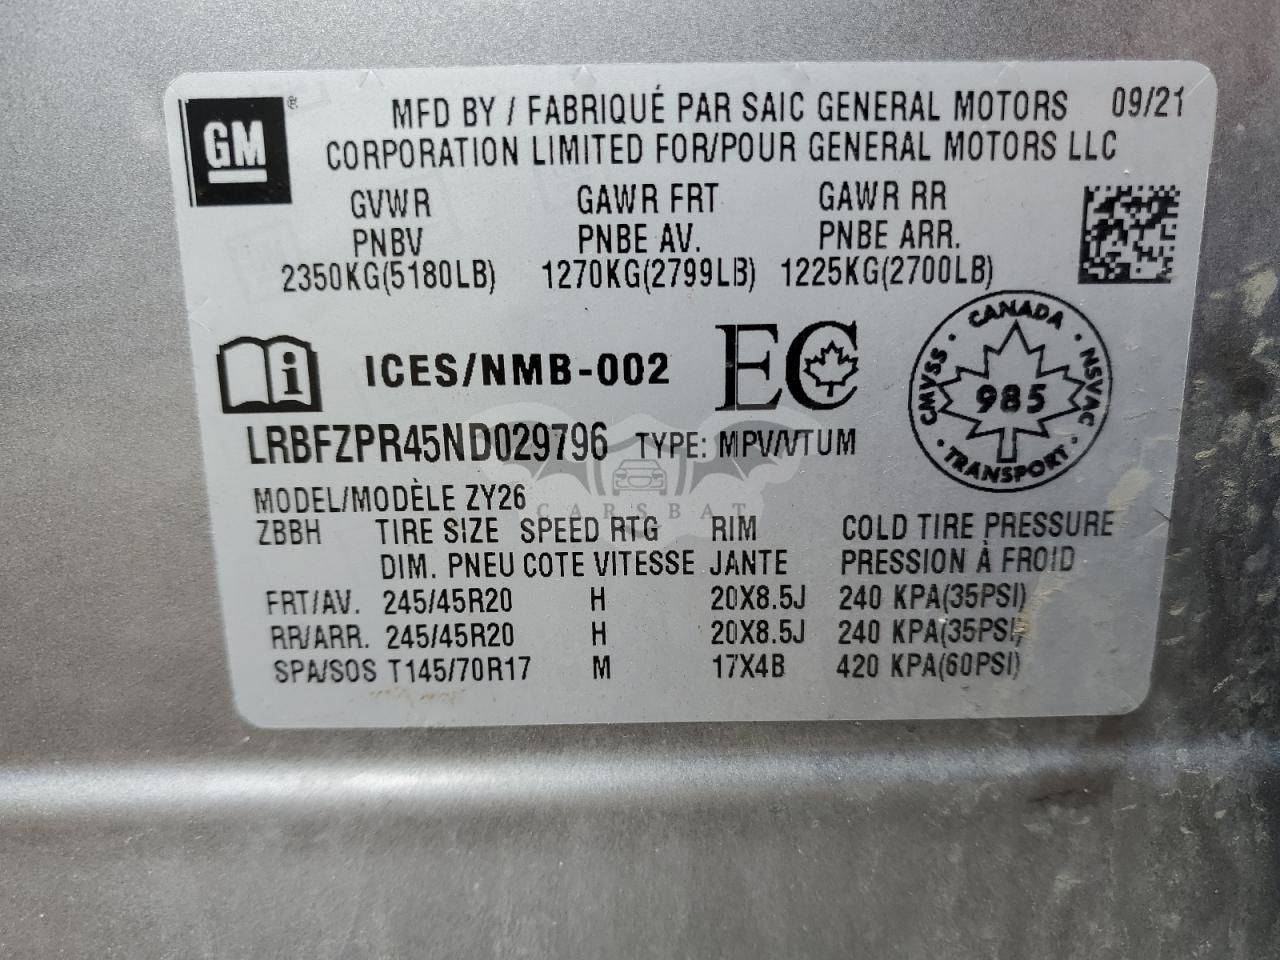 GM ®
MFD BY / FABRIQUÉ PAR SAIC GENERAL MOTORS 09/21
CORPORATION LIMITED FOR/POUR GENERAL MOTORS LLC
GVWR GAWR FRT GAWR RR
PNBV PNBE AV. PNBE ARR.
2350KG(5180LB) 1270KG(2799LB) 1225KG(2700LB)
ICES/NMB-002 EC
CANADA
CMVSS 985 NSVAC
TRANSPORT
LRBFZPR45ND029796 TYPE: MPV/VTUM
MODEL/MODÈLE ZY26
CARSBAT
ZBBH TIRE SIZE SPEED RTG RIM COLD TIRE PRESSURE
DIM. PNEU COTE VITESSE JANTE PRESSION À FROID
FRT/AV. 245/45R20 H 20X8.5J 240 KPA(35PSI)
RR/ARR. 245/45R20 H 20X8.5J 240 KPA(35PSI)
SPA/SOS T145/70R17 M 17X4B 420 KPA(60PSI)